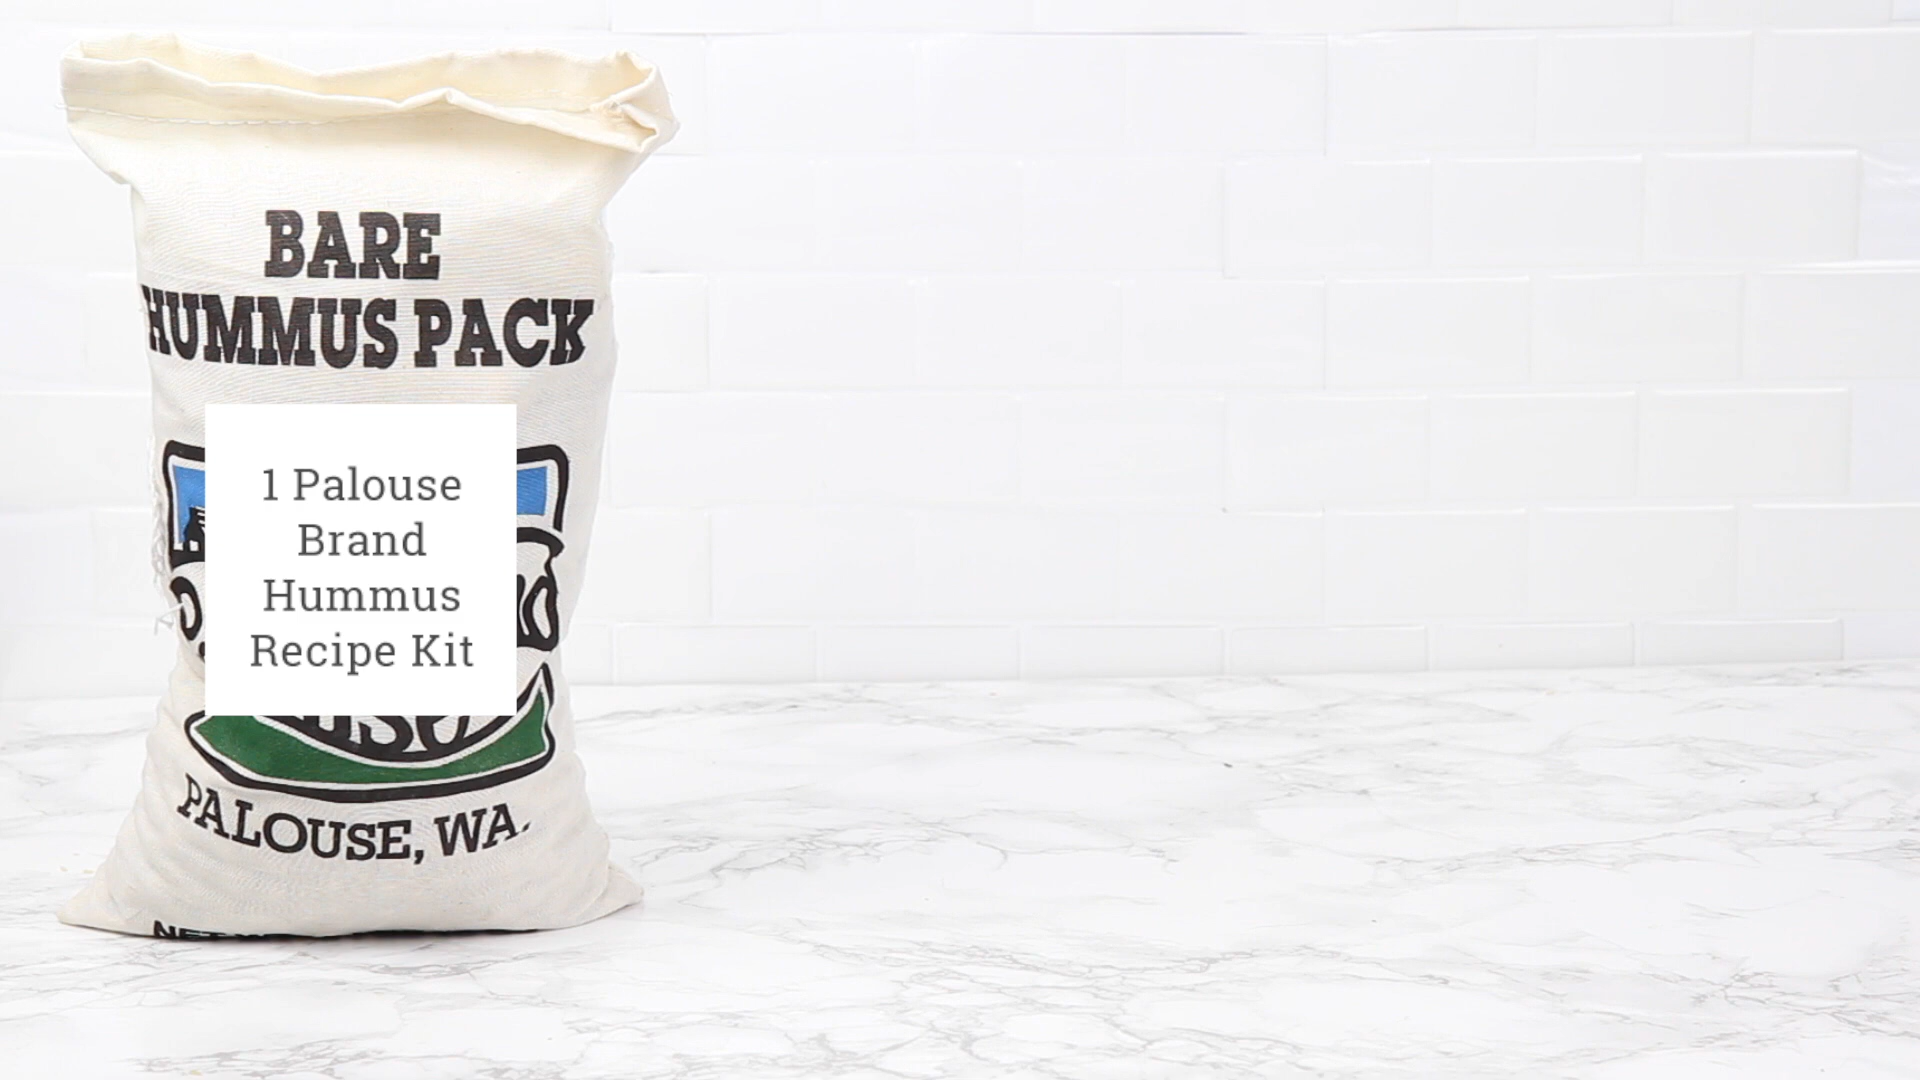 BARE
HUMMUS PACK
1 Palouse
Brand
Hummus
Recipe Kit
PALOUSE, WA.